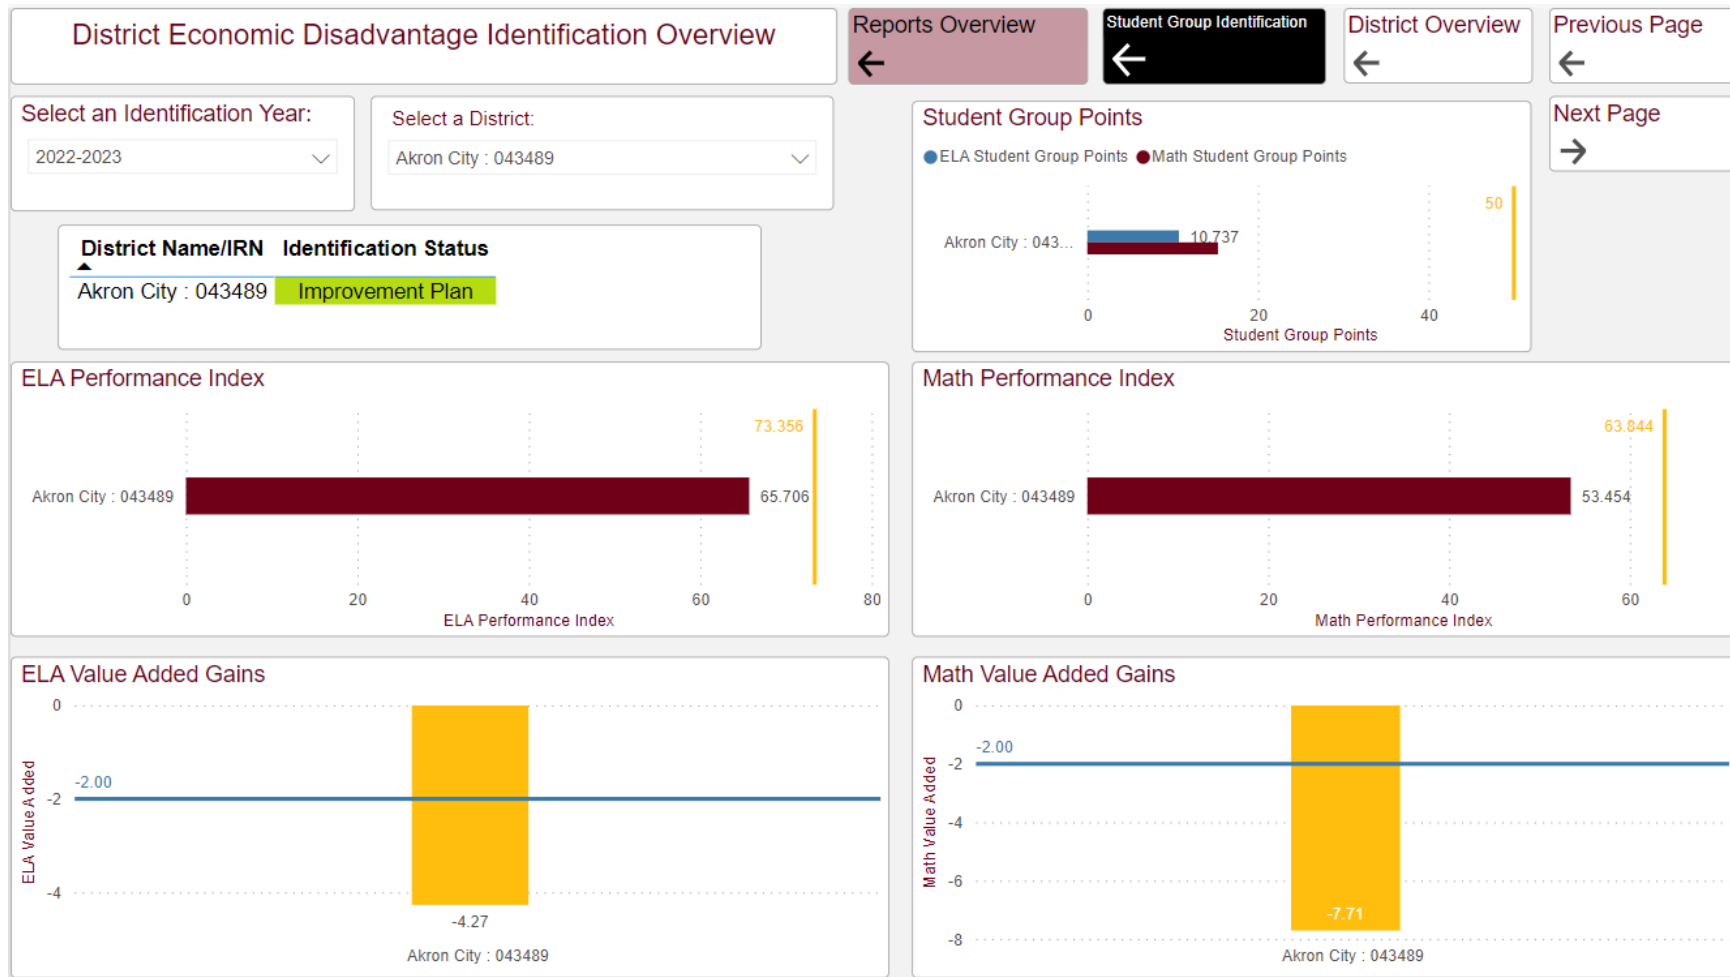 District Economic Disadvantage Identification Overview
Reports Overview
Student Group Identification
District Overview
Previous Page
Select an Identification Year:
2022-2023
Select a District:
Akron City : 043489
Student Group Points
ELA Student Group Points Math Student Group Points
50
Akron City : 043...
10.737
0 20 40
Student Group Points
Next Page
District Name/IRN Identification Status
Akron City : 043489 Improvement Plan
ELA Performance Index
73.356
Akron City : 043489
65.706
0 20 40 60 80
ELA Performance Index
Math Performance Index
63.844
Akron City : 043489
53.454
0 20 40 60
Math Performance Index
ELA Value Added Gains
ELA Value Added
0
-2.00
-2
-4
-4.27
Akron City : 043489
Math Value Added Gains
Math Value Added
0
-2.00
-2
-4
-6
-7.71
-8
Akron City : 043489